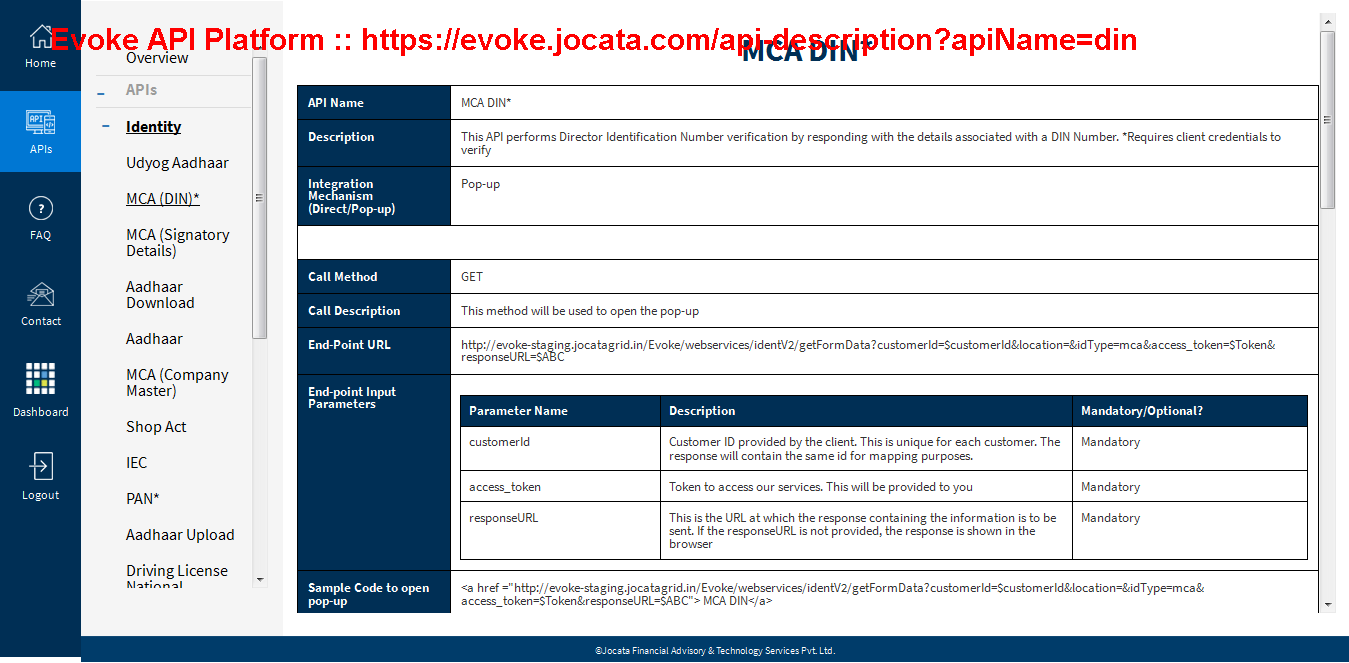 Evoke API Platform :: https://evoke.jocata.com/api-description?apiName=din
MCA DIN*
Home
APIs
FAQ
Contact
Dashboard
Logout
Overview
APIs
Identity
Udyog Aadhaar
MCA (DIN)*
MCA (Signatory
Details)
Aadhaar
Download
Aadhaar
MCA (Company
Master)
Shop Act
IEC
PAN*
Aadhaar Upload
Driving License
National
API Name
MCA DIN*
Description
This API performs Director Identification Number verification by responding with the details associated with a DIN Number. *Requires client credentials to
verify
Integration
Mechanism
(Direct/Pop-up)
Pop-up
Call Method
GET
Call Description
This method will be used to open the pop-up
End-Point URL
http://evoke-staging.jocatagrid.in/Evoke/webservices/identV2/getFormData?customerId=$customerId&location=&idType=mca&access_token=$Token&
responseURL=$ABC
End-point Input
Parameters
Parameter Name
Description
Mandatory/Optional?
customerId
Customer ID provided by the client. This is unique for each customer. The
response will contain the same id for mapping purposes.
Mandatory
access_token
Token to access our services. This will be provided to you
Mandatory
responseURL
This is the URL at which the response containing the information is to be
sent. If the responseURL is not provided, the response is shown in the
browser
Mandatory
Sample Code to open
pop-up
<a href ="http://evoke-staging.jocatagrid.in/Evoke/webservices/identV2/getFormData?customerId=$customerId&location=&idType=mca&
access_token=$Token&responseURL=$ABC"> MCA DIN</a>
©Jocata Financial Advisory & Technology Services Pvt. Ltd.